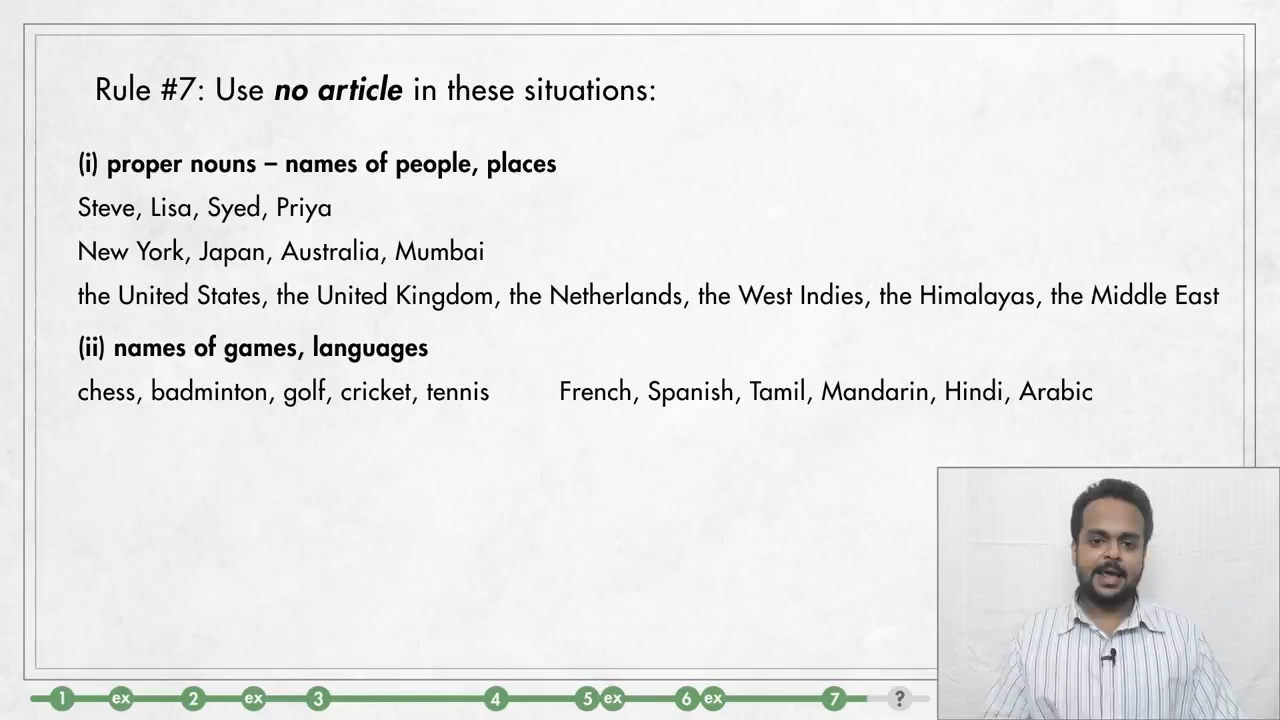 Rule #7: Use no article in these situations:
(i) proper nouns – names of people, places
Steve, Lisa, Syed, Priya
New York, Japan, Australia, Mumbai
the United States, the United Kingdom, the Netherlands, the West Indies, the Himalayas, the Middle East
(ii) names of games, languages
chess, badminton, golf, cricket, tennis French, Spanish, Tamil, Mandarin, Hindi, Arabic
1 ex 2 ex 3 4 5 ex 6 ex 7 ?